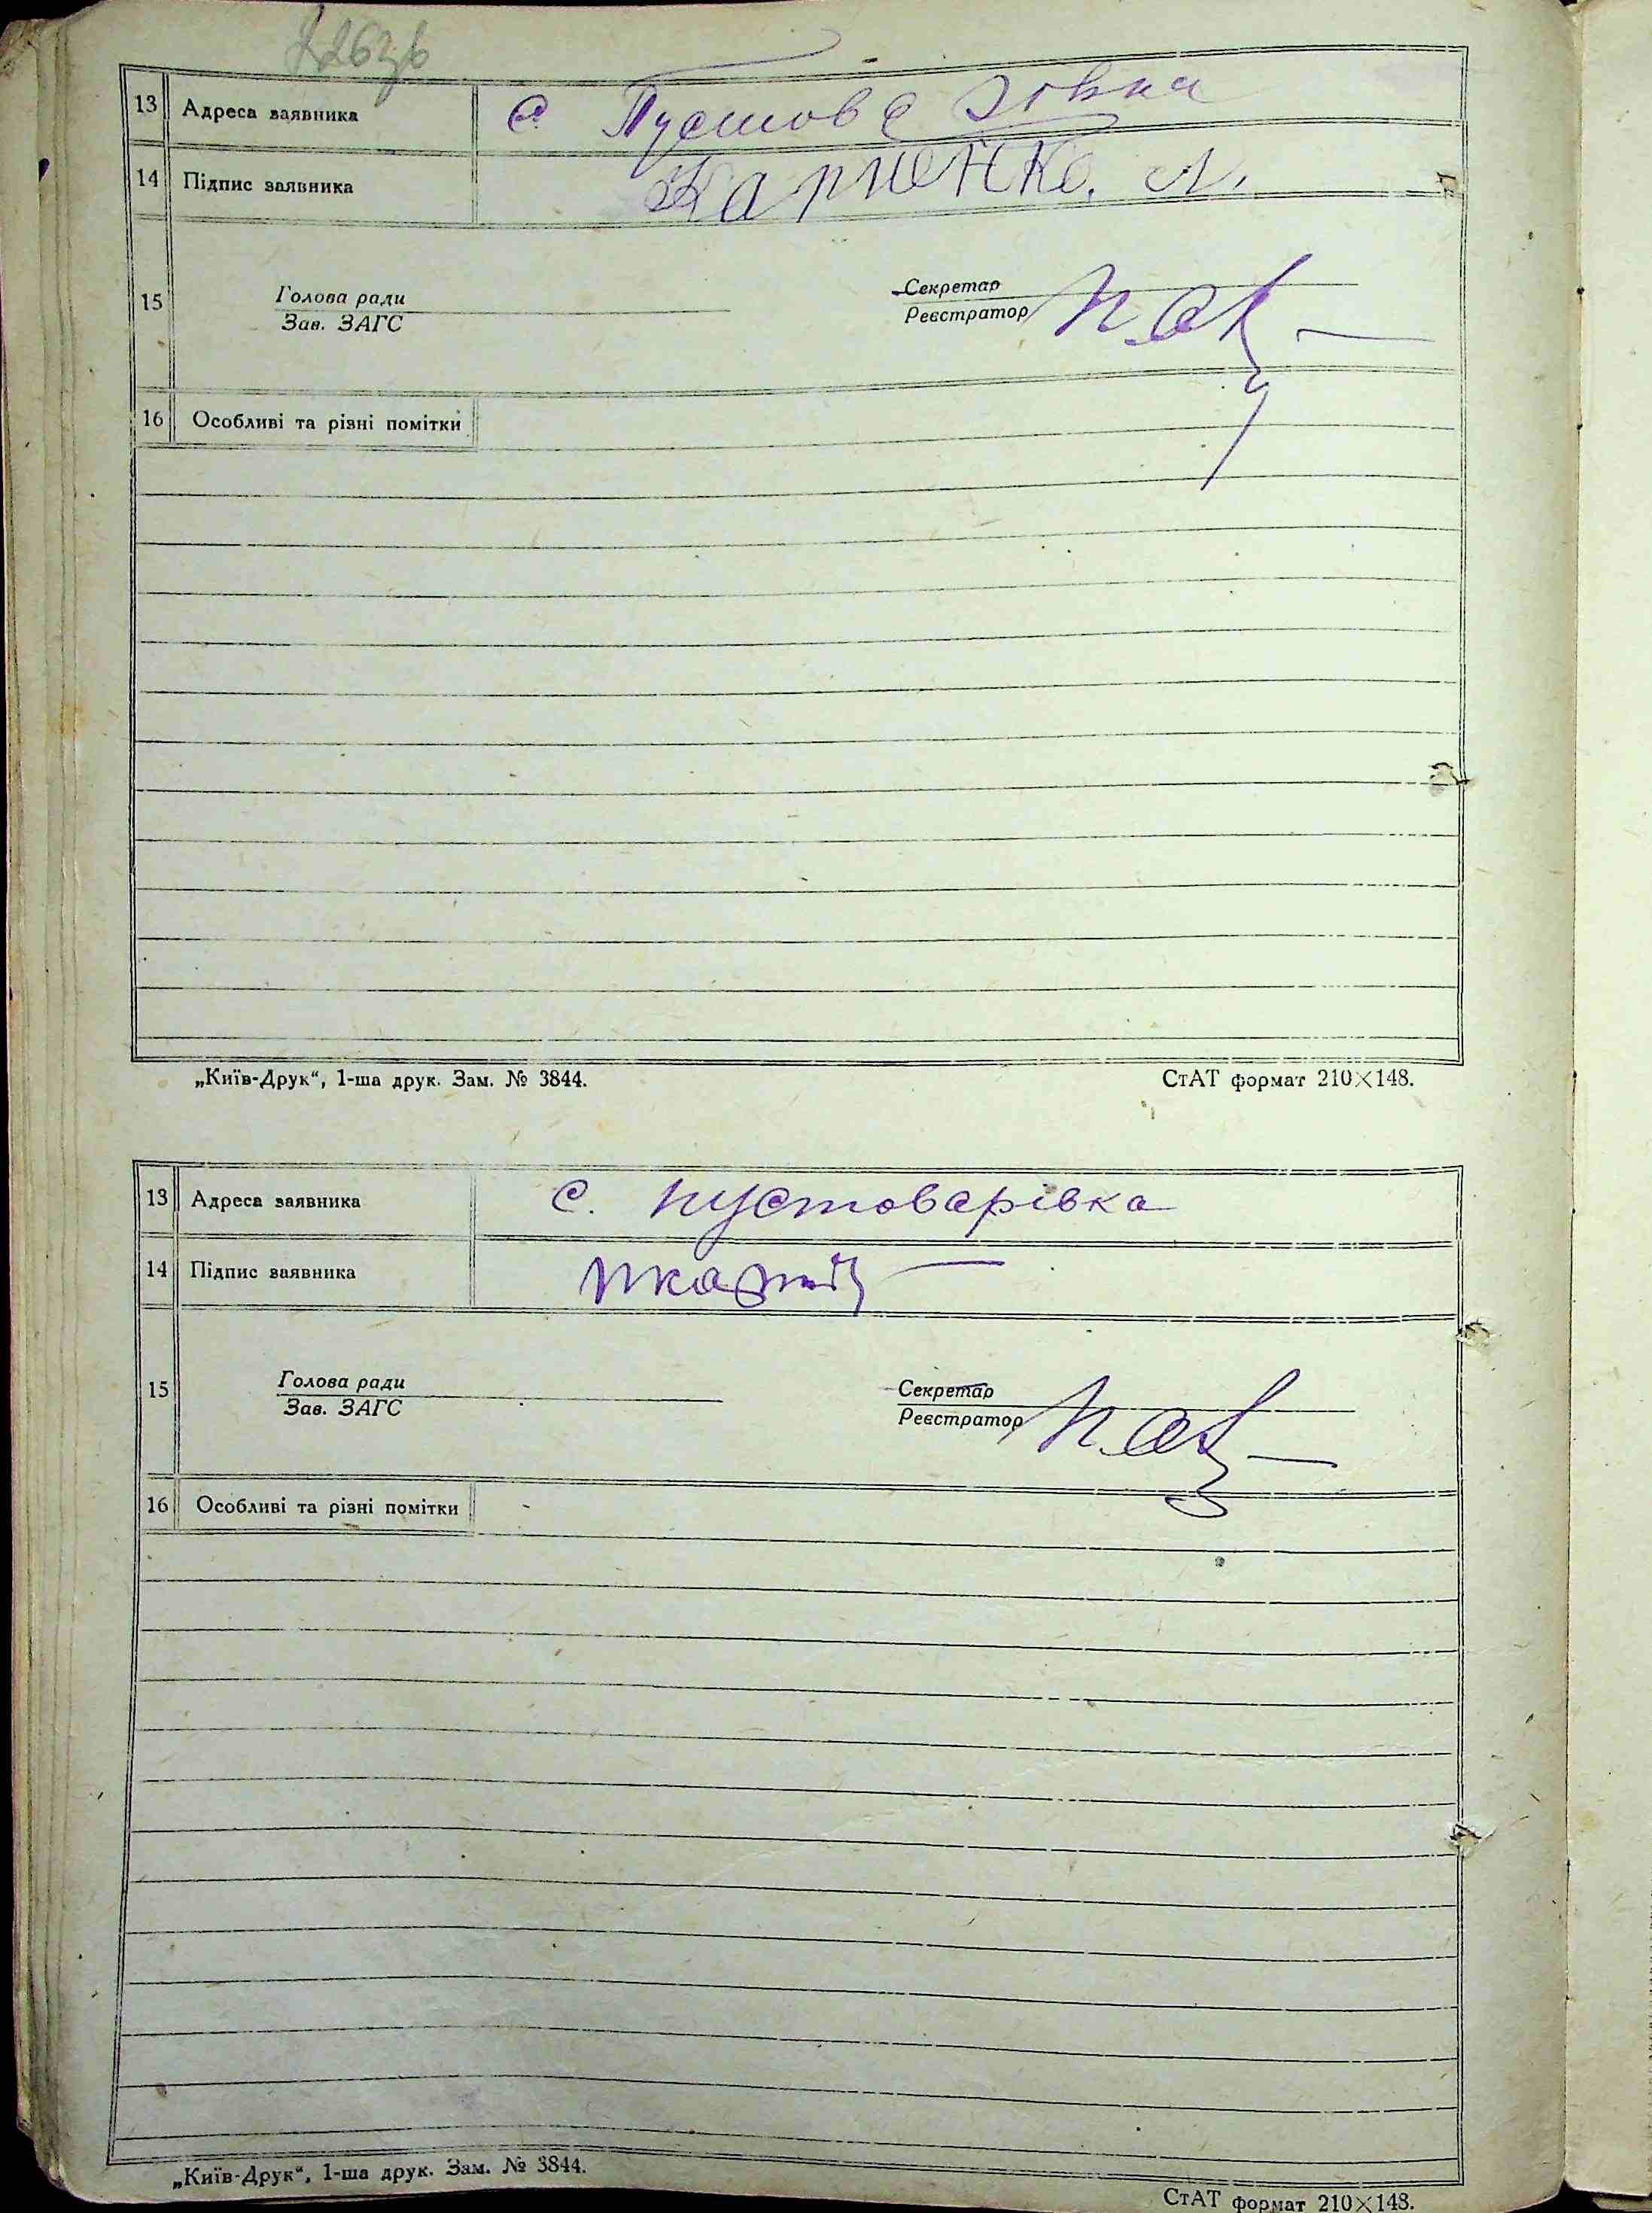 226зв
13 Адреса заявника с. Пустоварівка
14 Підпис заявника Карпенко. М.
15 Голова ради Секретар
Зав. ЗАГС Реєстратор
16 Особливі та різні помітки
„Київ-Друк“, 1-ша друк. Зам. № 3844. СтАТ формат 210×148.
13 Адреса заявника с. пустоварівка
14 Підпис заявника
15 Голова ради Секретар
Зав. ЗАГС Реєстратор
16 Особливі та різні помітки
„Київ-Друк“, 1-ша друк. Зам. № 3844.
СтАТ формат 210×148.